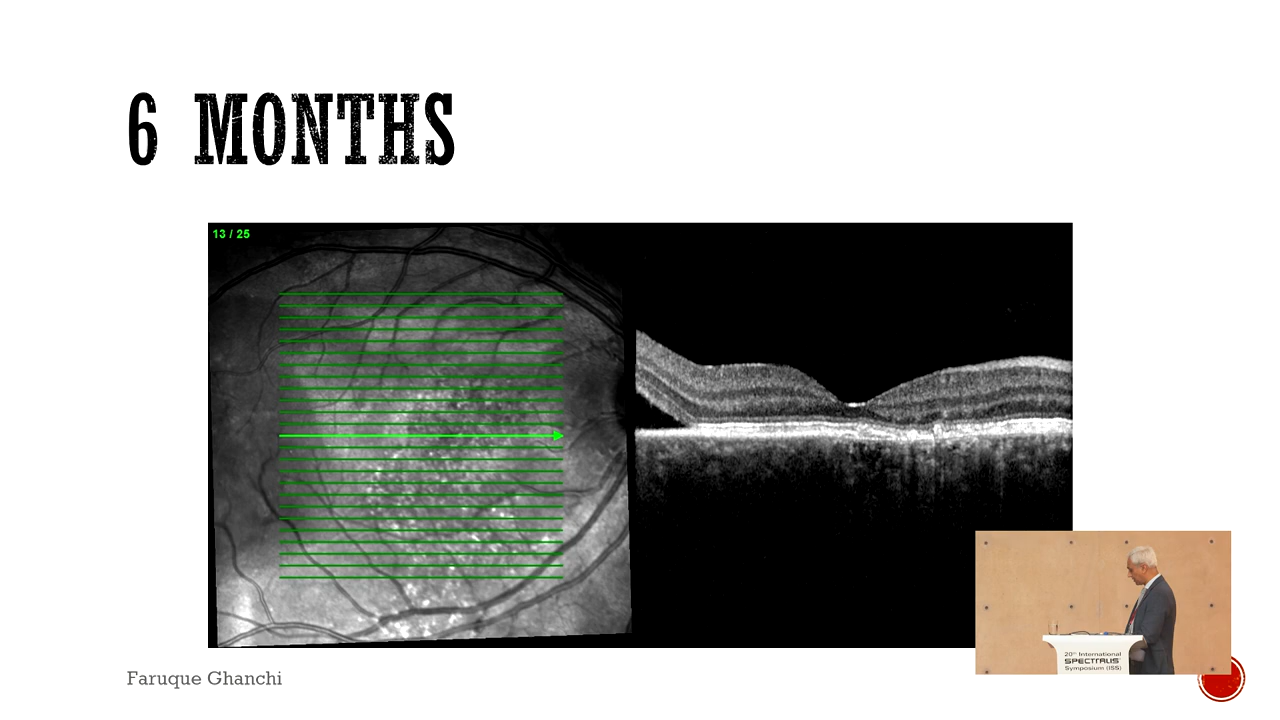 6 MONTHS
13 / 25
20th International
SPECTRALIS
Symposium (ISS)
Faruque Ghanchi